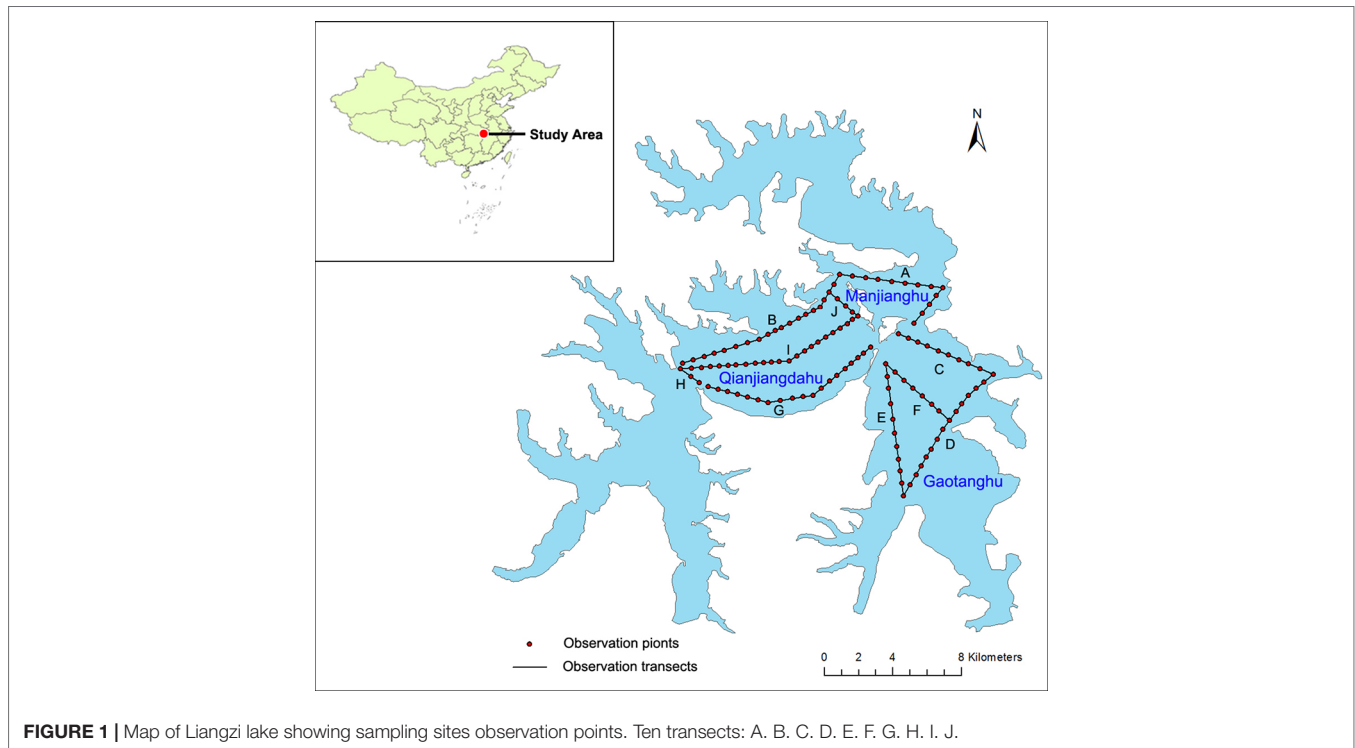 Study Area
N
A
Manjianghu
J
B
I
C
H
Qianjiangdahu
G
F
E
D
Gaotanghu
Observation pionts
Observation transects
0 2 4 8 Kilometers
FIGURE 1 | Map of Liangzi lake showing sampling sites observation points. Ten transects: A. B. C. D. E. F. G. H. I. J.